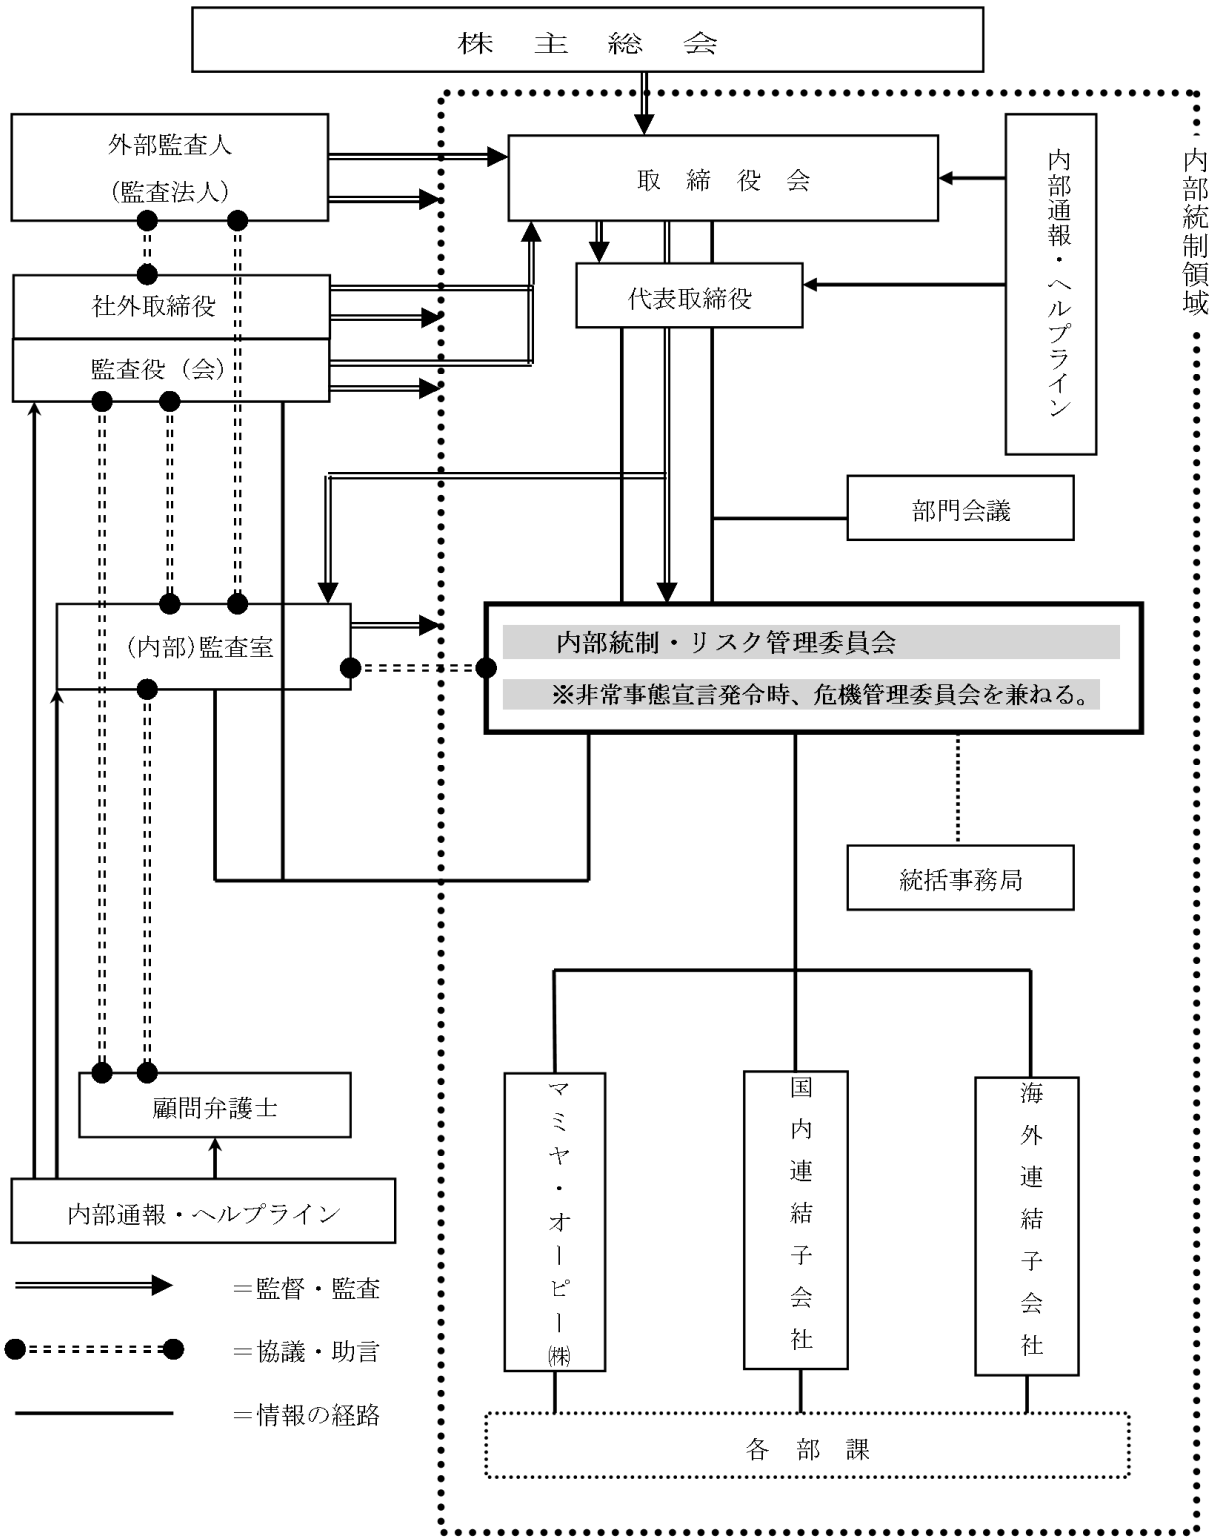 株 主 総 会
外部監査人
(監査法人)
取 締 役 会
内部通報・ヘルプライン
内部統制領域
社外取締役
代表取締役
監査役（会）
部門会議
(内部)監査室
内部統制・リスク管理委員会
※非常事態宣言発令時、危機管理委員会を兼ねる。
統括事務局
顧問弁護士
内部通報・ヘルプライン
マミヤ・オーピー㈱
国内連結子会社
海外連結子会社
＝監督・監査
＝協議・助言
＝情報の経路
各 部 課